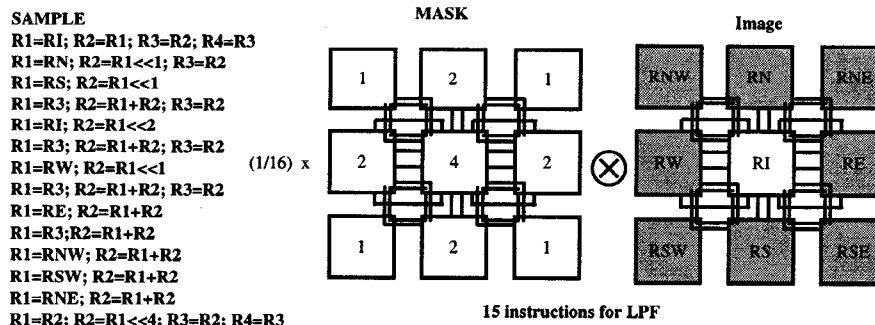 SAMPLE
R1=RI; R2=R1; R3=R2; R4=R3
R1=RN; R2=R1<<1; R3=R2
R1=RS; R2=R1<<1
R1=R3; R2=R1+R2; R3=R2
R1=RI; R2=R1<<2
R1=R3; R2=R1+R2; R3=R2
R1=RW; R2=R1<<1
R1=R3; R2=R1+R2; R3=R2
R1=RE; R2=R1+R2
R1=R3;R2=R1+R2
R1=RNW; R2=R1+R2
R1=RSW; R2=R1+R2
R1=RNE; R2=R1+R2
R1=R2; R2=R1<<4; R3=R2; R4=R3
MASK
1 2 1
(1/16) x 2 4 2
1 2 1
Image
RNW RN RNE
RW RI RE
RSW RS RSE
15 instructions for LPF